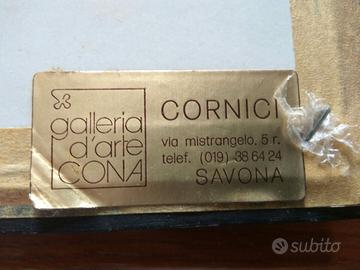 galleria
d'arte
CONA
CORNICI
via mistrangelo, 5 r.
telef. (019) 38 64 24
SAVONA
subito